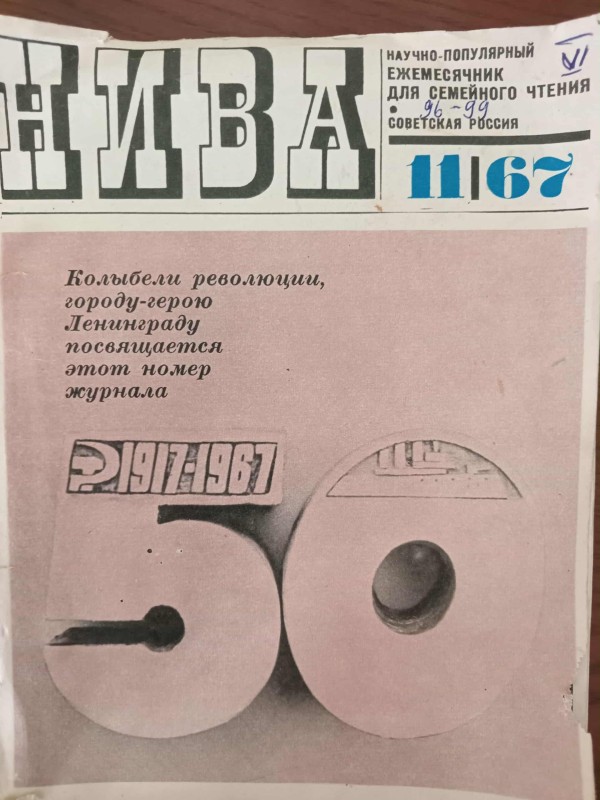 НИВА
НАУЧНО-ПОПУЛЯРНЫЙ
ЕЖЕМЕСЯЧНИК
ДЛЯ СЕМЕЙНОГО ЧТЕНИЯ
• 96-99
СОВЕТСКАЯ РОССИЯ
VI
11|67
Колыбели революции,
городу-герою
Ленинграду
посвящается
этот номер
журнала
1917-1967
50